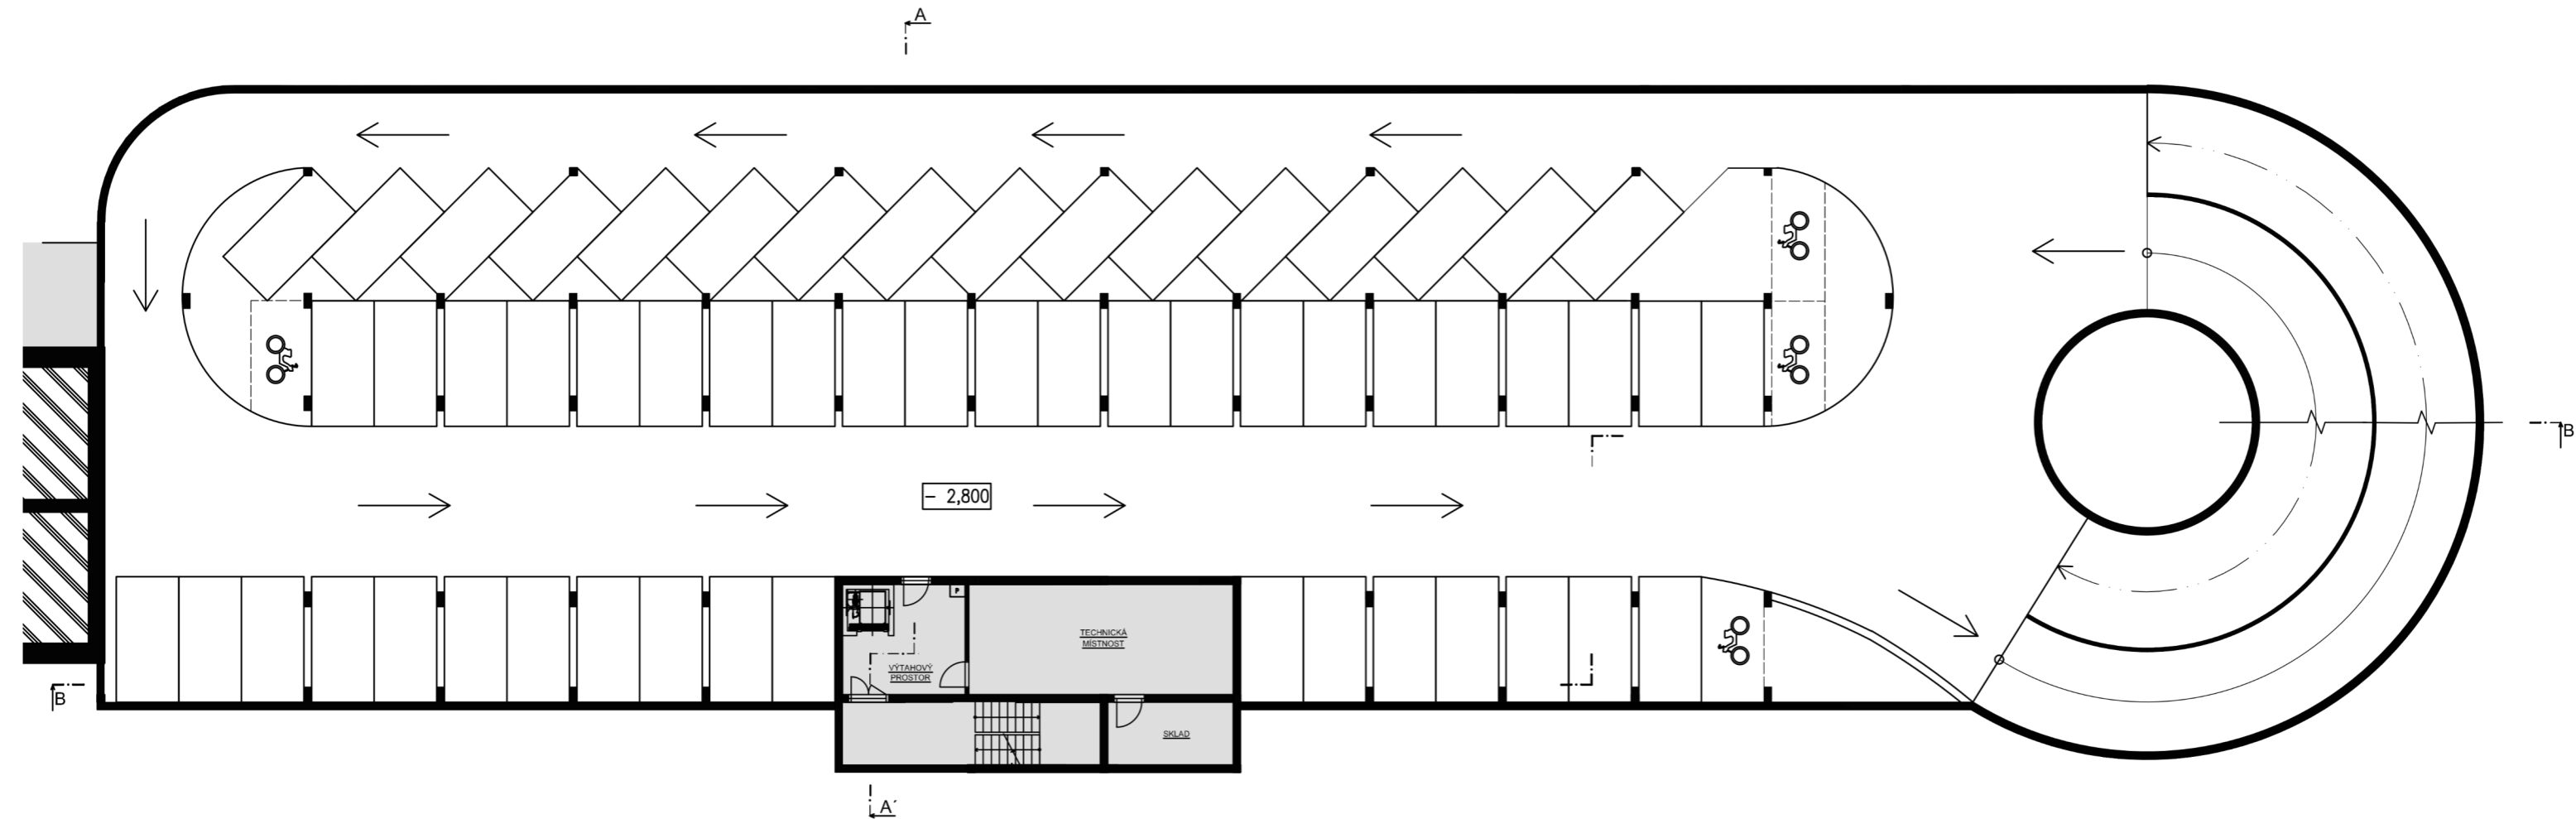 A
B
– 2,800
P
TECHNICKÁ
MÍSTNOST
VÝTAHOVÝ
PROSTOR
B
SKLAD
A´